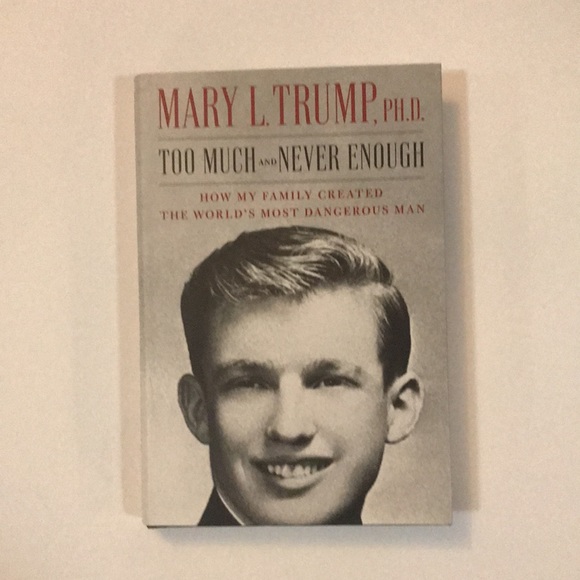 MARY L. TRUMP, PH.D.
TOO MUCH AND NEVER ENOUGH
HOW MY FAMILY CREATED
THE WORLD'S MOST DANGEROUS MAN